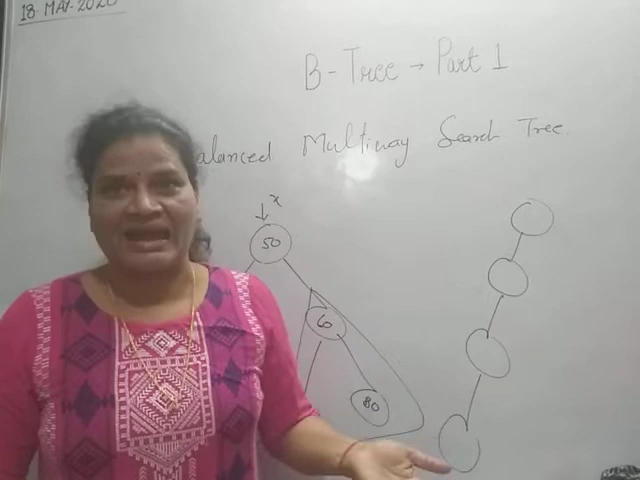 18-MAY-2020
B-Tree → Part 1
alanced Multiway Search Tree.
x
50
60
80